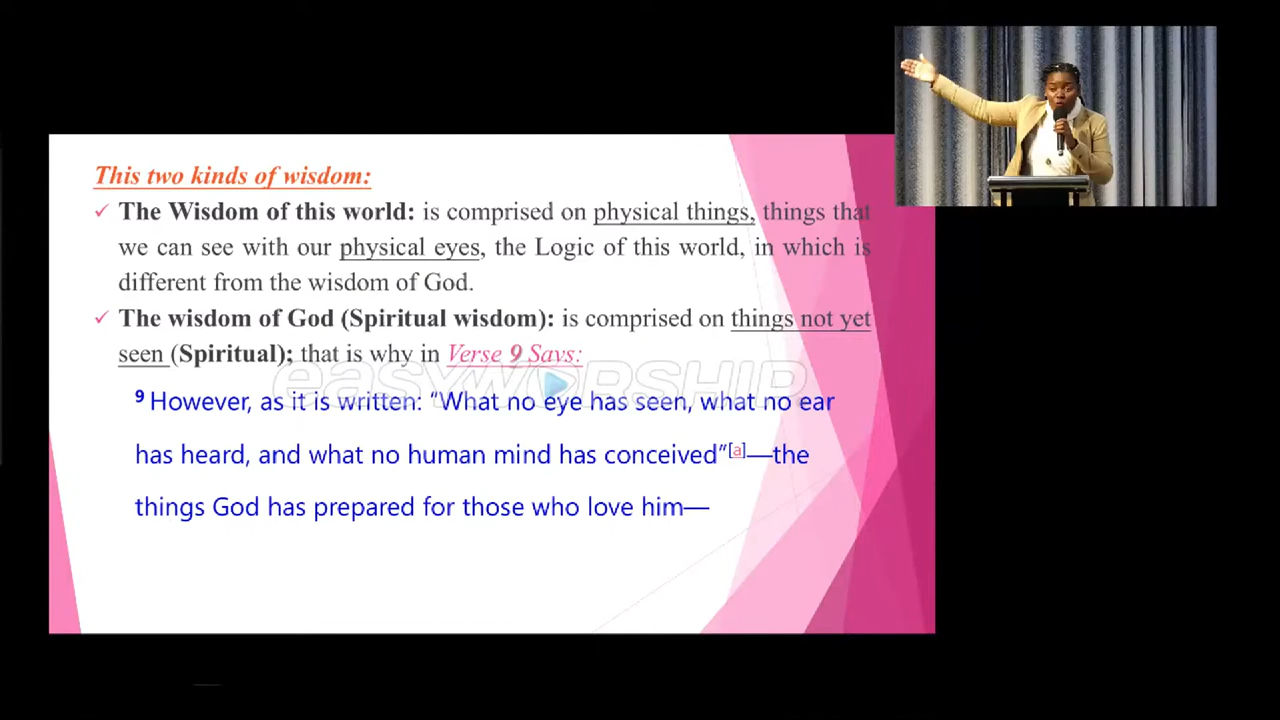 This two kinds of wisdom:
✓ The Wisdom of this world: is comprised on physical things, things that
we can see with our physical eyes, the Logic of this world, in which is
different from the wisdom of God.
✓ The wisdom of God (Spiritual wisdom): is comprised on things not yet
seen (Spiritual); that is why in Verse 9 Says:
easyworship
9 However, as it is written: “What no eye has seen, what no ear
has heard, and what no human mind has conceived”[a]—the
things God has prepared for those who love him—